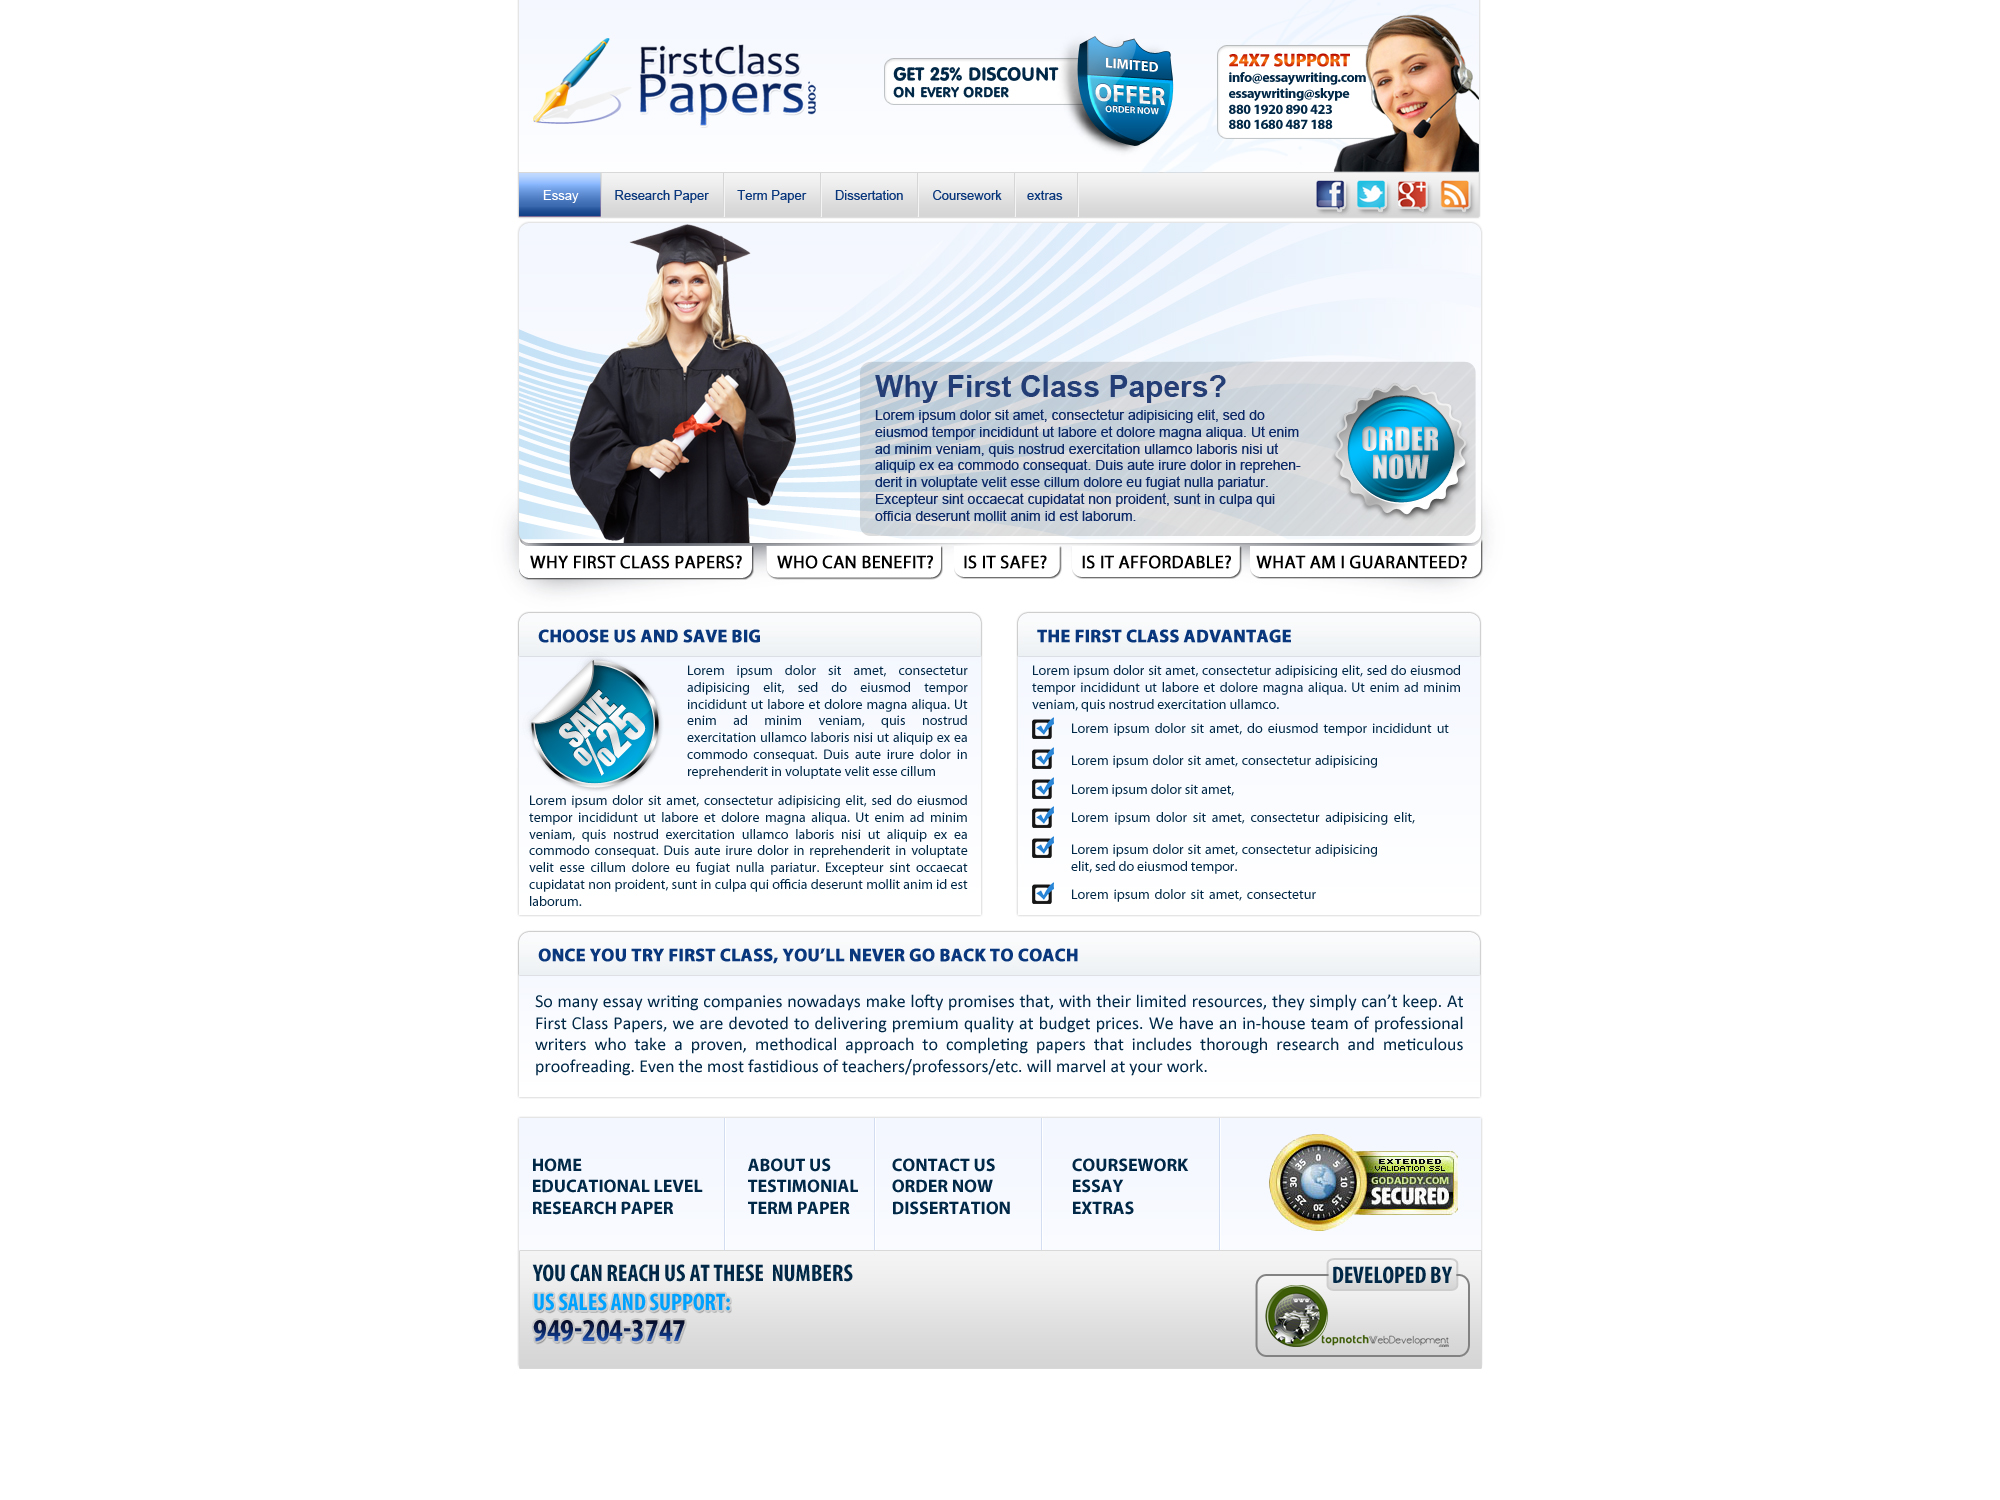 FirstClass
Papers
.com
GET 25% DISCOUNT
ON EVERY ORDER
LIMITED
OFFER
ORDER NOW
24X7 SUPPORT
info@essaywriting.com
essaywriting@skype
880 1920 890 423
880 1680 487 188
Essay
Research Paper
Term Paper
Dissertation
Coursework
extras
Why First Class Papers?
Lorem ipsum dolor sit amet, consectetur adipisicing elit, sed do
eiusmod tempor incididunt ut labore et dolore magna aliqua. Ut enim
ad minim veniam, quis nostrud exercitation ullamco laboris nisi ut
aliquip ex ea commodo consequat. Duis aute irure dolor in reprehen-
derit in voluptate velit esse cillum dolore eu fugiat nulla pariatur.
Excepteur sint occaecat cupidatat non proident, sunt in culpa qui
officia deserunt mollit anim id est laborum.
ORDER
NOW
WHY FIRST CLASS PAPERS?
WHO CAN BENEFIT?
IS IT SAFE?
IS IT AFFORDABLE?
WHAT AM I GUARANTEED?
CHOOSE US AND SAVE BIG
SAVE
%25
Lorem ipsum dolor sit amet, consectetur
adipisicing elit, sed do eiusmod tempor
incididunt ut labore et dolore magna aliqua. Ut
enim ad minim veniam, quis nostrud
exercitation ullamco laboris nisi ut aliquip ex ea
commodo consequat. Duis aute irure dolor in
reprehenderit in voluptate velit esse cillum
Lorem ipsum dolor sit amet, consectetur adipisicing elit, sed do eiusmod
tempor incididunt ut labore et dolore magna aliqua. Ut enim ad minim
veniam, quis nostrud exercitation ullamco laboris nisi ut aliquip ex ea
commodo consequat. Duis aute irure dolor in reprehenderit in voluptate
velit esse cillum dolore eu fugiat nulla pariatur. Excepteur sint occaecat
cupidatat non proident, sunt in culpa qui officia deserunt mollit anim id est
laborum.
THE FIRST CLASS ADVANTAGE
Lorem ipsum dolor sit amet, consectetur adipisicing elit, sed do eiusmod
tempor incididunt ut labore et dolore magna aliqua. Ut enim ad minim
veniam, quis nostrud exercitation ullamco.
Lorem ipsum dolor sit amet, do eiusmod tempor incididunt ut
Lorem ipsum dolor sit amet, consectetur adipisicing
Lorem ipsum dolor sit amet,
Lorem ipsum dolor sit amet, consectetur adipisicing elit,
Lorem ipsum dolor sit amet, consectetur adipisicing
elit, sed do eiusmod tempor.
Lorem ipsum dolor sit amet, consectetur
ONCE YOU TRY FIRST CLASS, YOU'LL NEVER GO BACK TO COACH
So many essay writing companies nowadays make lofty promises that, with their limited resources, they simply can't keep. At
First Class Papers, we are devoted to delivering premium quality at budget prices. We have an in-house team of professional
writers who take a proven, methodical approach to completing papers that includes thorough research and meticulous
proofreading. Even the most fastidious of teachers/professors/etc. will marvel at your work.
HOME
EDUCATIONAL LEVEL
RESEARCH PAPER
ABOUT US
TESTIMONIAL
TERM PAPER
CONTACT US
ORDER NOW
DISSERTATION
COURSEWORK
ESSAY
EXTRAS
0 5 10 15 20 25 30 35
EXTENDED
VALIDATION SSL
GODADDY.COM
SECURED
YOU CAN REACH US AT THESE NUMBERS
US SALES AND SUPPORT:
949-204-3747
DEVELOPED BY
topnotchWebDevelopment
.com